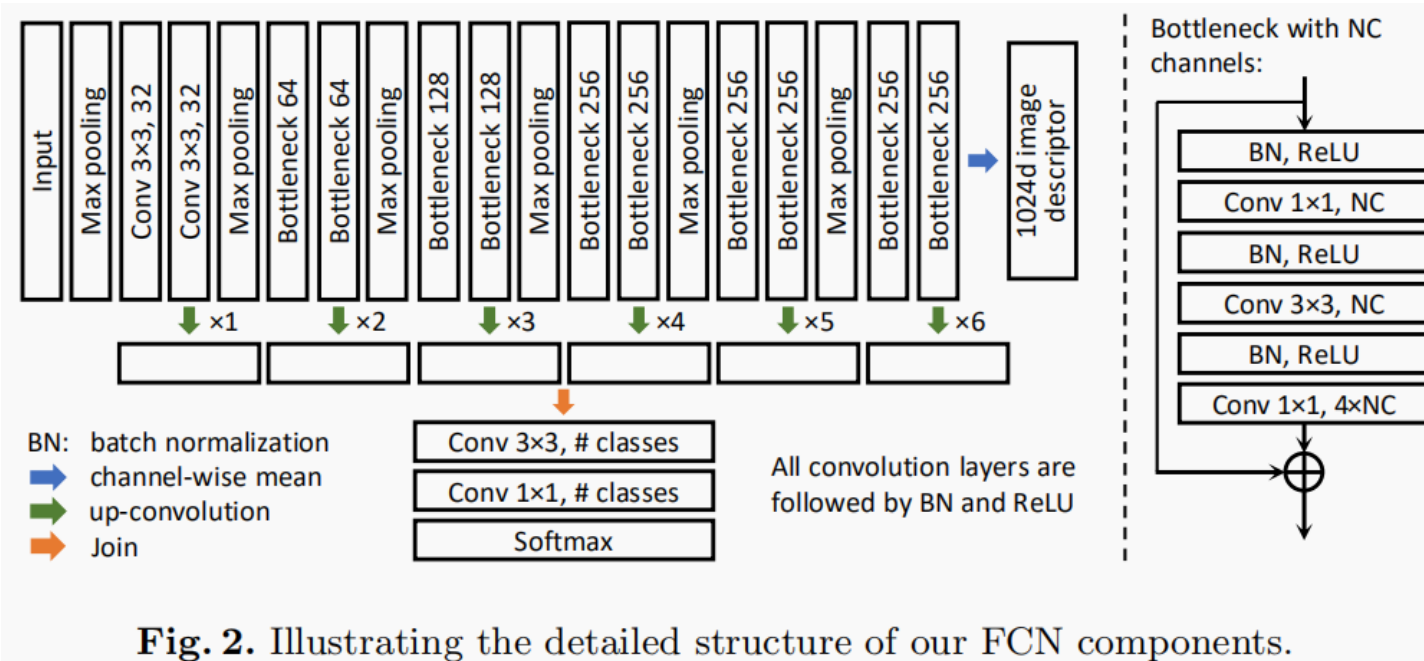 Input
Max pooling
Conv 3×3, 32
Conv 3×3, 32
Max pooling
Bottleneck 64
Bottleneck 64
Max pooling
Bottleneck 128
Bottleneck 128
Max pooling
Bottleneck 256
Bottleneck 256
Max pooling
Bottleneck 256
Bottleneck 256
Max pooling
Bottleneck 256
Bottleneck 256
1024d image
descriptor
×1
×2
×3
×4
×5
×6
Conv 3×3, # classes
Conv 1×1, # classes
Softmax
BN: batch normalization
channel-wise mean
up-convolution
Join
All convolution layers are
followed by BN and ReLU
Bottleneck with NC
channels:
BN, ReLU
Conv 1×1, NC
BN, ReLU
Conv 3×3, NC
BN, ReLU
Conv 1×1, 4×NC
Fig. 2. Illustrating the detailed structure of our FCN components.